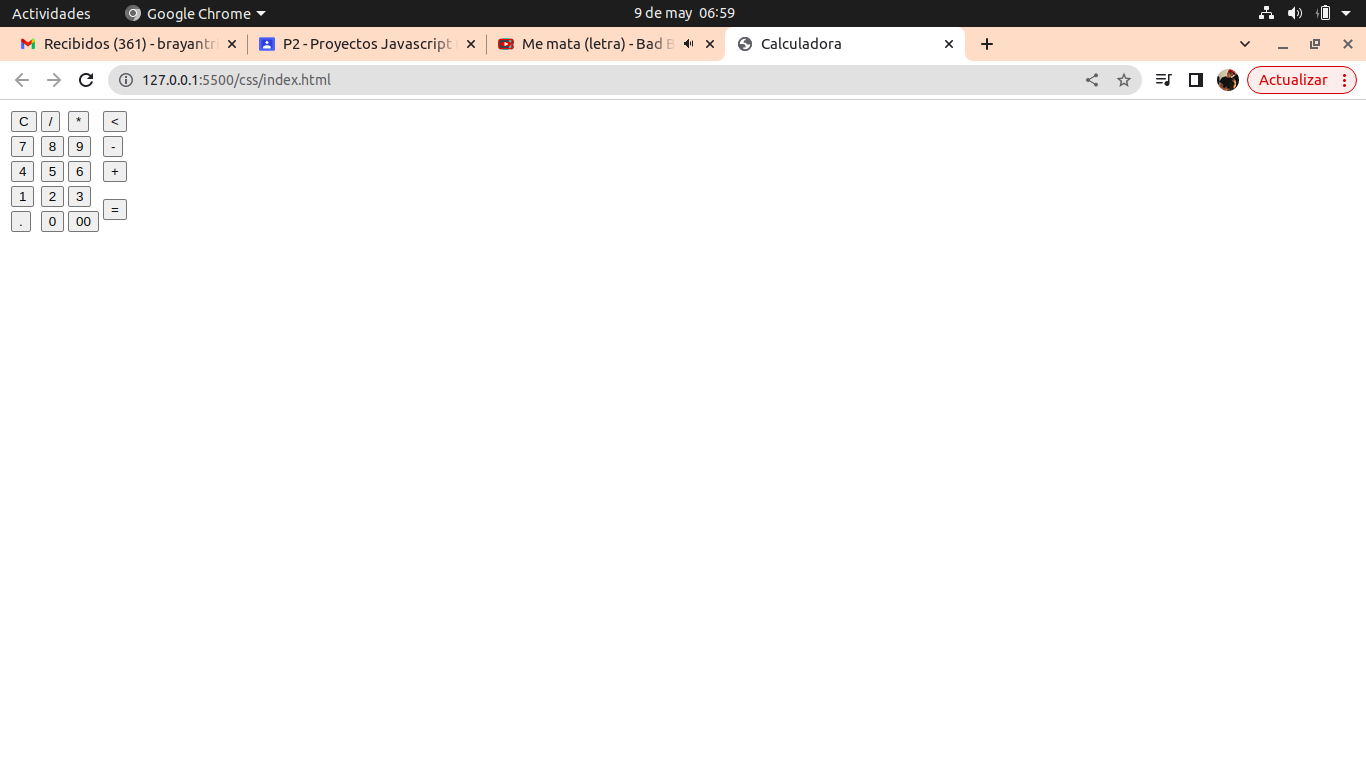 Actividades Google Chrome 9 de may 06:59
Recibidos (361) - brayantri P2 - Proyectos Javascript Me mata (letra) - Bad B Calculadora
127.0.0.1:5500/css/index.html Actualizar
C / * <
7 8 9 -
4 5 6 +
1 2 3
=
. 0 00